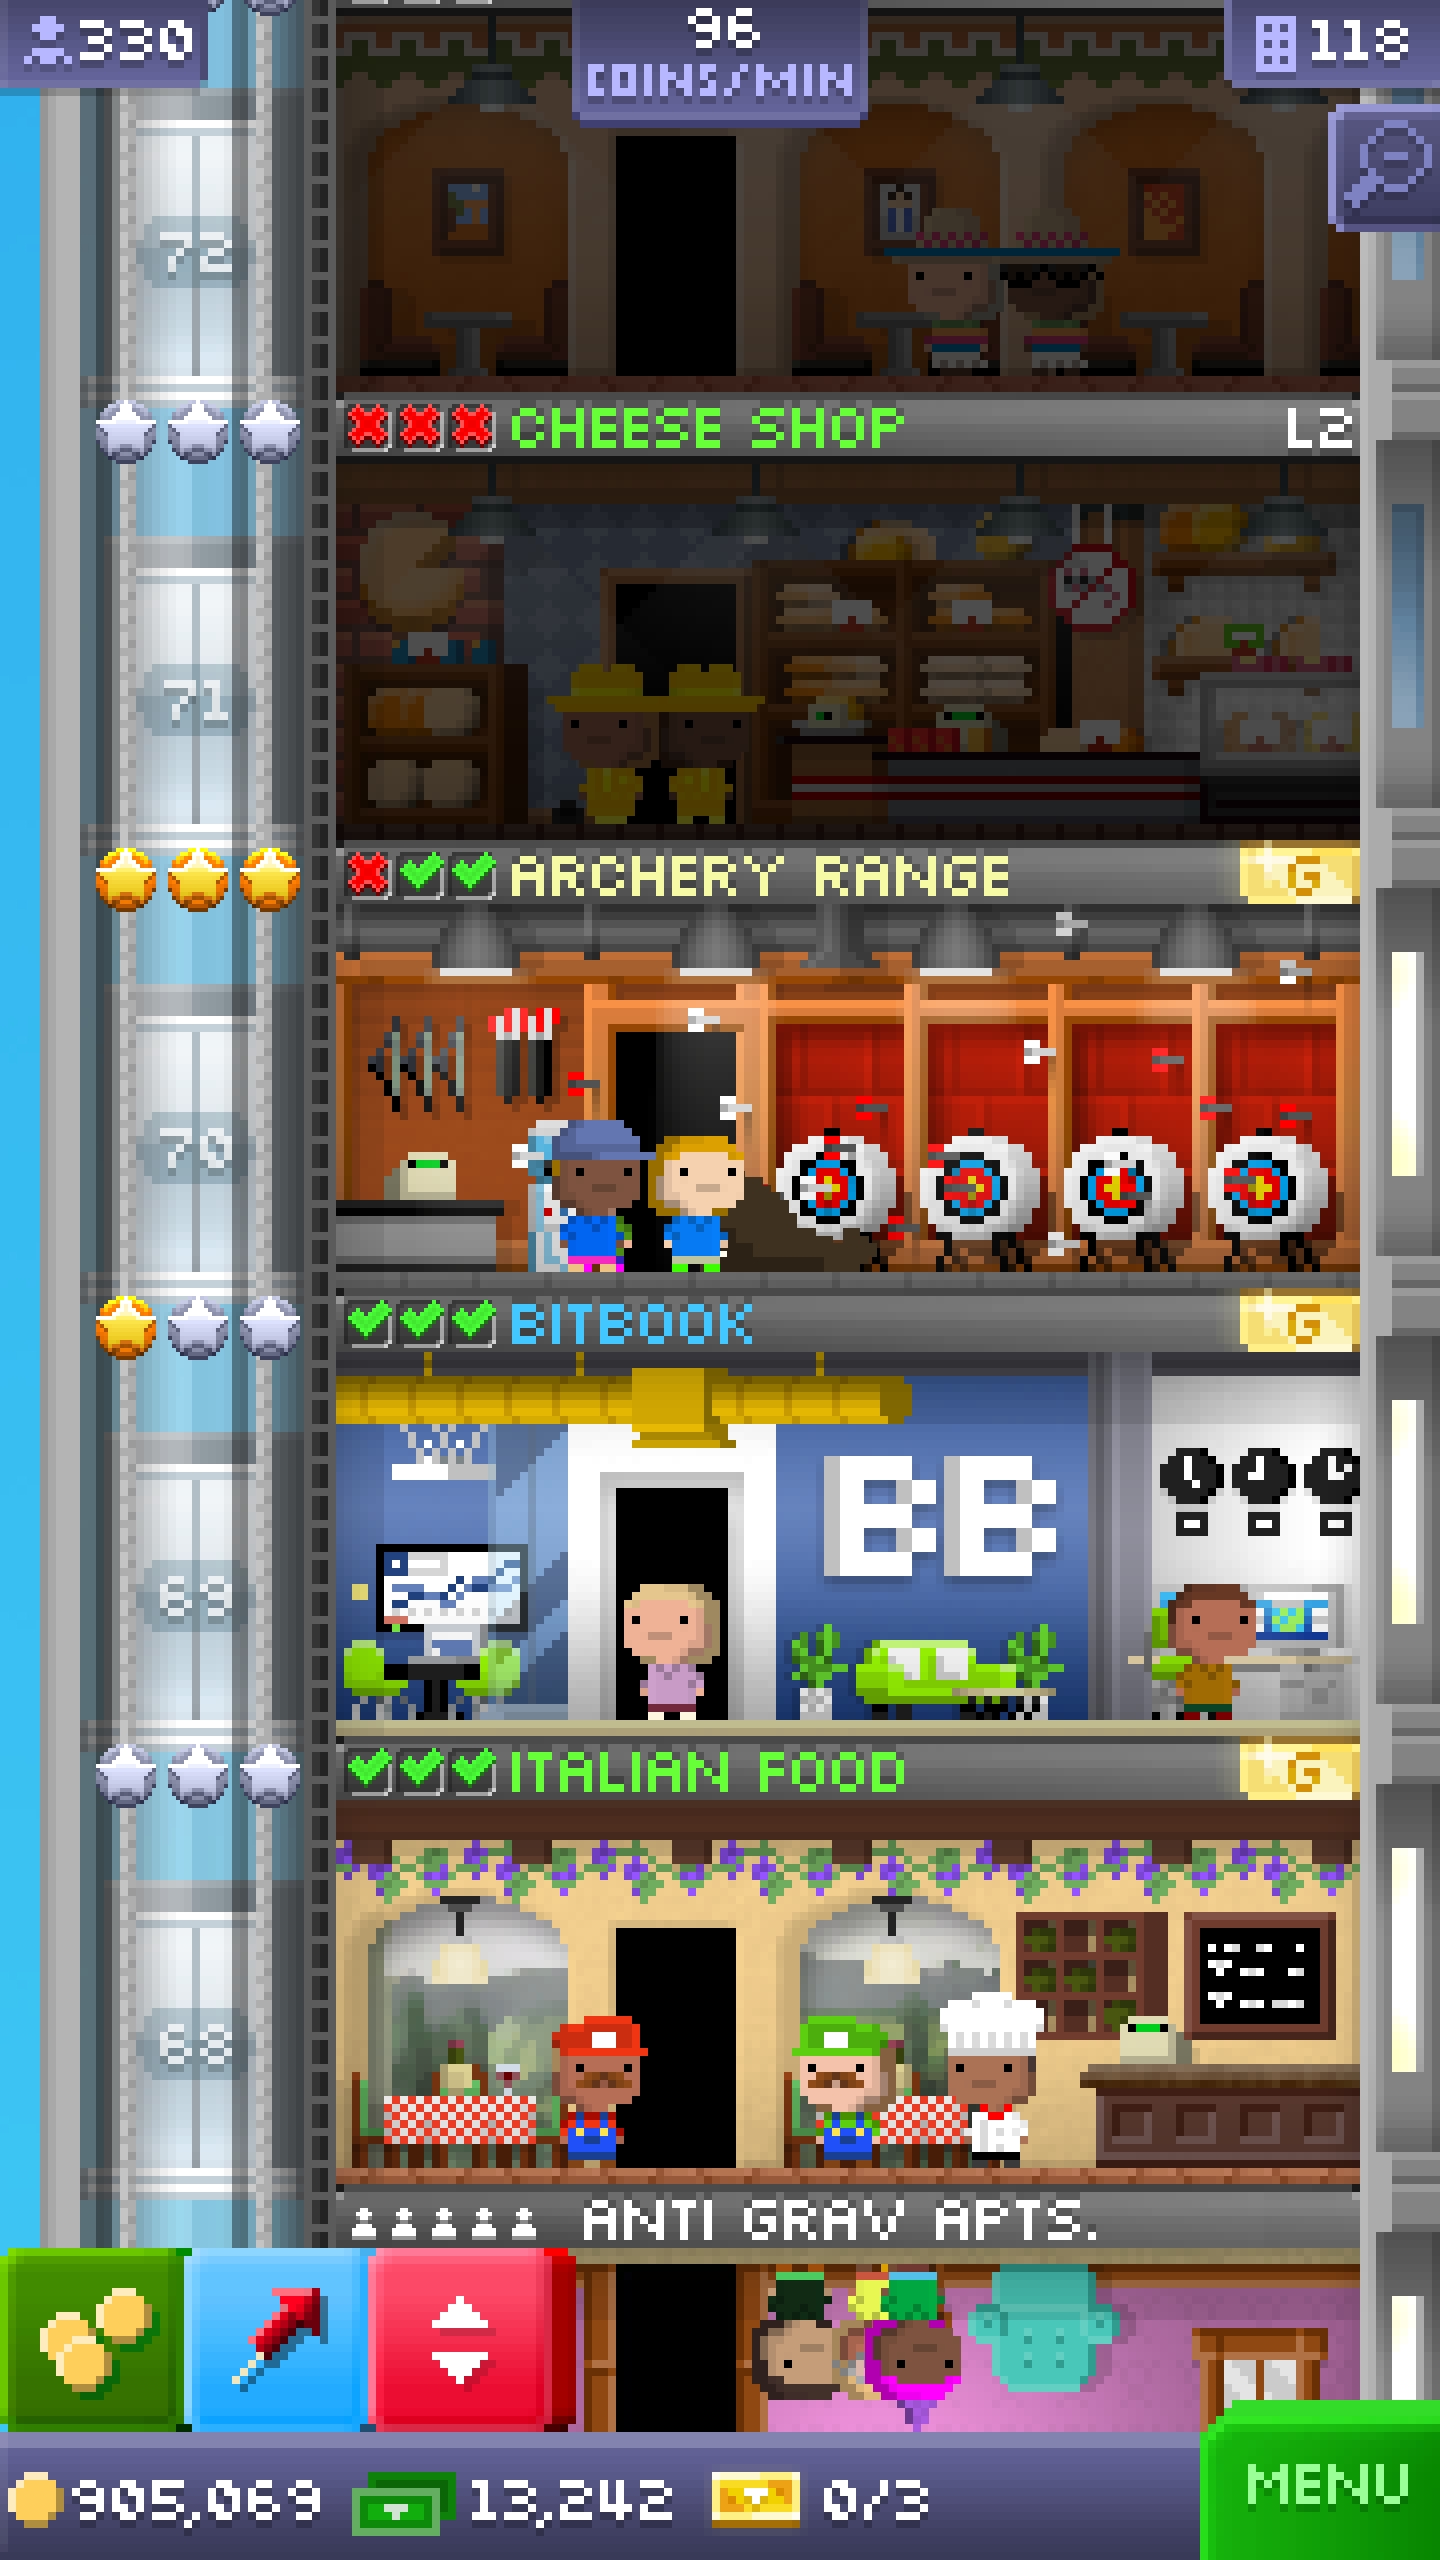 330
96
COINS/MIN
118
72
CHEESE SHOP
L2
71
ARCHERY RANGE
G
70
BITBOOK
G
BB
69
ITALIAN FOOD
G
68
ANTI GRAV APTS.
905,069
13,242
0/3
MENU